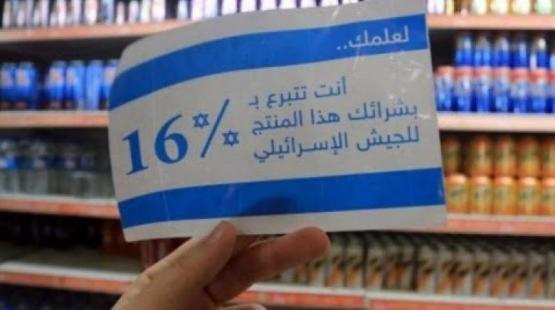 لعلمك..
أنت تتبرع بـ
بشرائك هذا المنتج
للجيش الإسرائيلي
16%